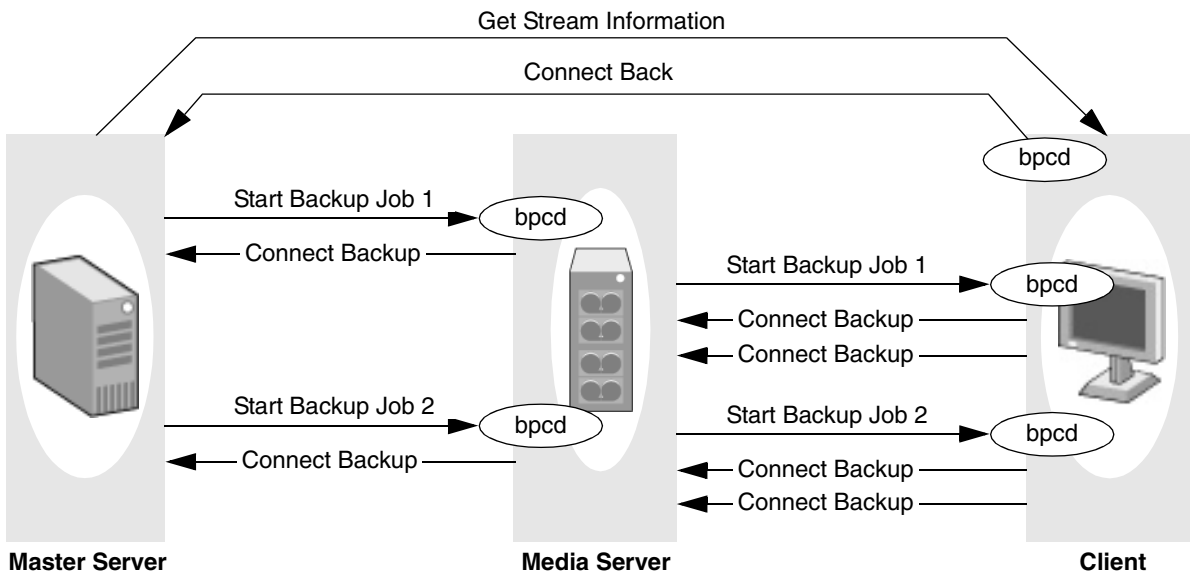 Get Stream Information
Connect Back
bpcd
Start Backup Job 1
bpcd
Connect Backup
Start Backup Job 1
bpcd
Connect Backup
Connect Backup
Start Backup Job 2
bpcd
Connect Backup
Start Backup Job 2
bpcd
Connect Backup
Connect Backup
Master Server
Media Server
Client